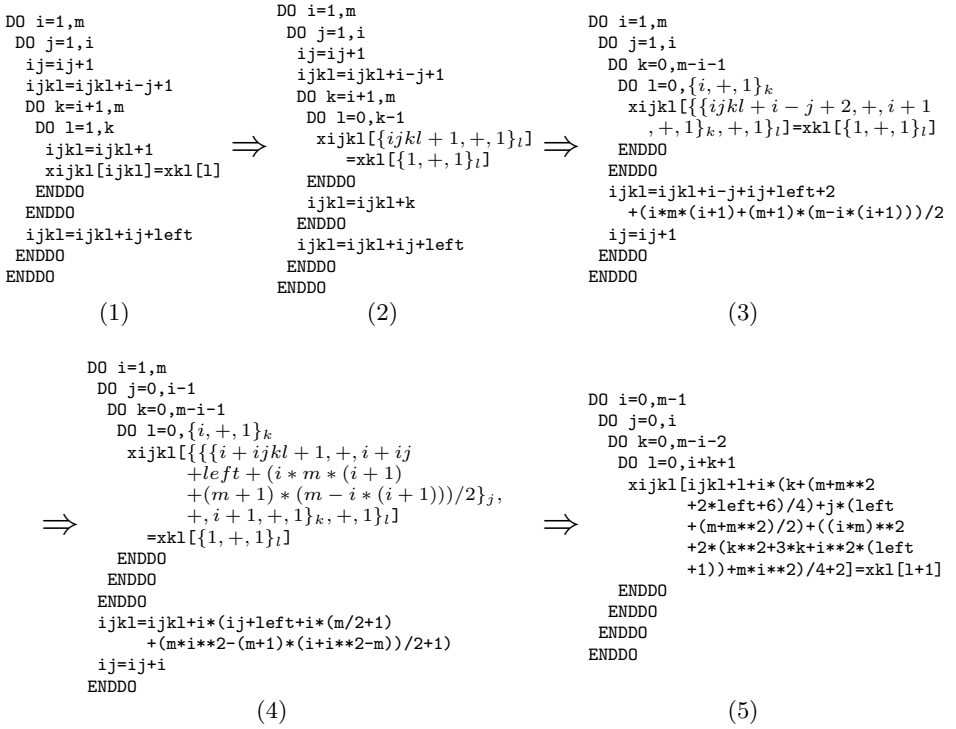 DO i=1,m
DO j=1,i
ij=ij+1
ijkl=ijkl+i-j+1
DO k=i+1,m
DO l=1,k
ijkl=ijkl+1
xijkl[ijkl]=xkl[l]
ENDDO
ENDDO
ijkl=ijkl+ij+left
ENDDO
ENDDO
(1)
⇒
DO i=1,m
DO j=1,i
ij=ij+1
ijkl=ijkl+i-j+1
DO k=i+1,m
DO l=0,k-1
xijkl[{ijkl + 1, +, 1}_l]
=xkl[{1, +, 1}_l]
ENDDO
ijkl=ijkl+k
ENDDO
ijkl=ijkl+ij+left
ENDDO
ENDDO
(2)
⇒
DO i=1,m
DO j=1,i
DO k=0,m-i-1
DO l=0,{i, +, 1}_k
xijkl[{{ijkl + i − j + 2, +, i + 1
, +, 1}_k, +, 1}_l]=xkl[{1, +, 1}_l]
ENDDO
ENDDO
ijkl=ijkl+i-j+ij+left+2
+(i*m*(i+1)+(m+1)*(m-i*(i+1)))/2
ij=ij+1
ENDDO
ENDDO
(3)
⇒
DO i=1,m
DO j=0,i-1
DO k=0,m-i-1
DO l=0,{i, +, 1}_k
xijkl[{{{i + ijkl + 1, +, i + ij
+left + (i ∗ m ∗ (i + 1)
+(m + 1) ∗ (m − i ∗ (i + 1)))/2}_j,
+, i + 1, +, 1}_k, +, 1}_l]
=xkl[{1, +, 1}_l]
ENDDO
ENDDO
ENDDO
ijkl=ijkl+i*(ij+left+i*(m/2+1)
+(m*i**2-(m+1)*(i+i**2-m))/2+1)
ij=ij+i
ENDDO
(4)
⇒
DO i=0,m-1
DO j=0,i
DO k=0,m-i-2
DO l=0,i+k+1
xijkl[ijkl+l+i*(k+(m+m**2
+2*left+6)/4)+j*(left
+(m+m**2)/2)+((i*m)**2
+2*(k**2+3*k+i**2*(left
+1))+m*i**2)/4+2]=xkl[l+1]
ENDDO
ENDDO
ENDDO
ENDDO
(5)